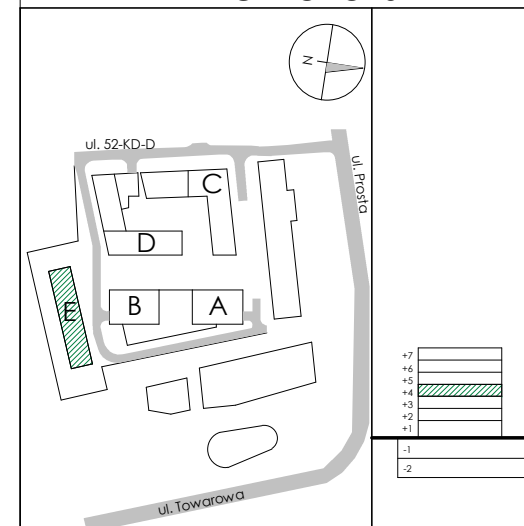 N
ul. 52-KD-D
ul. Prosta
C
D
E
B
A
ul. Towarowa
+7
+6
+5
+4
+3
+2
+1
-1
-2